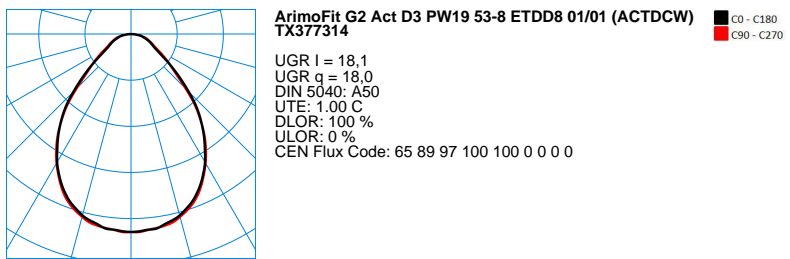 ArimoFit G2 Act D3 PW19 53-8 ETDD8 01/01 (ACTDCW)
TX377314
UGR l = 18,1
UGR q = 18,0
DIN 5040: A50
UTE: 1.00 C
DLOR: 100 %
ULOR: 0 %
CEN Flux Code: 65 89 97 100 100 0 0 0 0
C0 - C180
C90 - C270